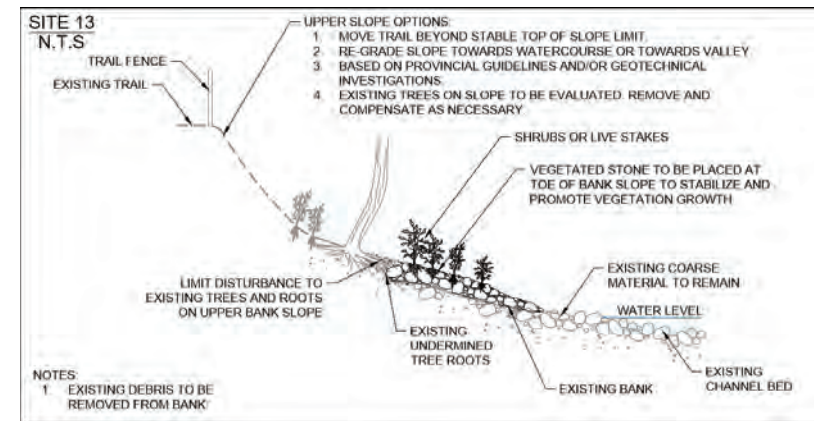 SITE 13
N.T.S
UPPER SLOPE OPTIONS:
1. MOVE TRAIL BEYOND STABLE TOP OF SLOPE LIMIT
2. RE-GRADE SLOPE TOWARDS WATERCOURSE OR TOWARDS VALLEY
3. BASED ON PROVINCIAL GUIDELINES AND/OR GEOTECHNICAL
INVESTIGATIONS
4. EXISTING TREES ON SLOPE TO BE EVALUATED REMOVE AND
COMPENSATE AS NECESSARY
TRAIL FENCE
EXISTING TRAIL
SHRUBS OR LIVE STAKES
VEGETATED STONE TO BE PLACED AT
TOE OF BANK SLOPE TO STABILIZE AND
PROMOTE VEGETATION GROWTH
LIMIT DISTURBANCE TO
EXISTING TREES AND ROOTS
ON UPPER BANK SLOPE
EXISTING COARSE
MATERIAL TO REMAIN
WATER LEVEL
EXISTING
UNDERMINED
TREE ROOTS
EXISTING BANK
EXISTING
CHANNEL BED
NOTES:
1 EXISTING DEBRIS TO BE
REMOVED FROM BANK